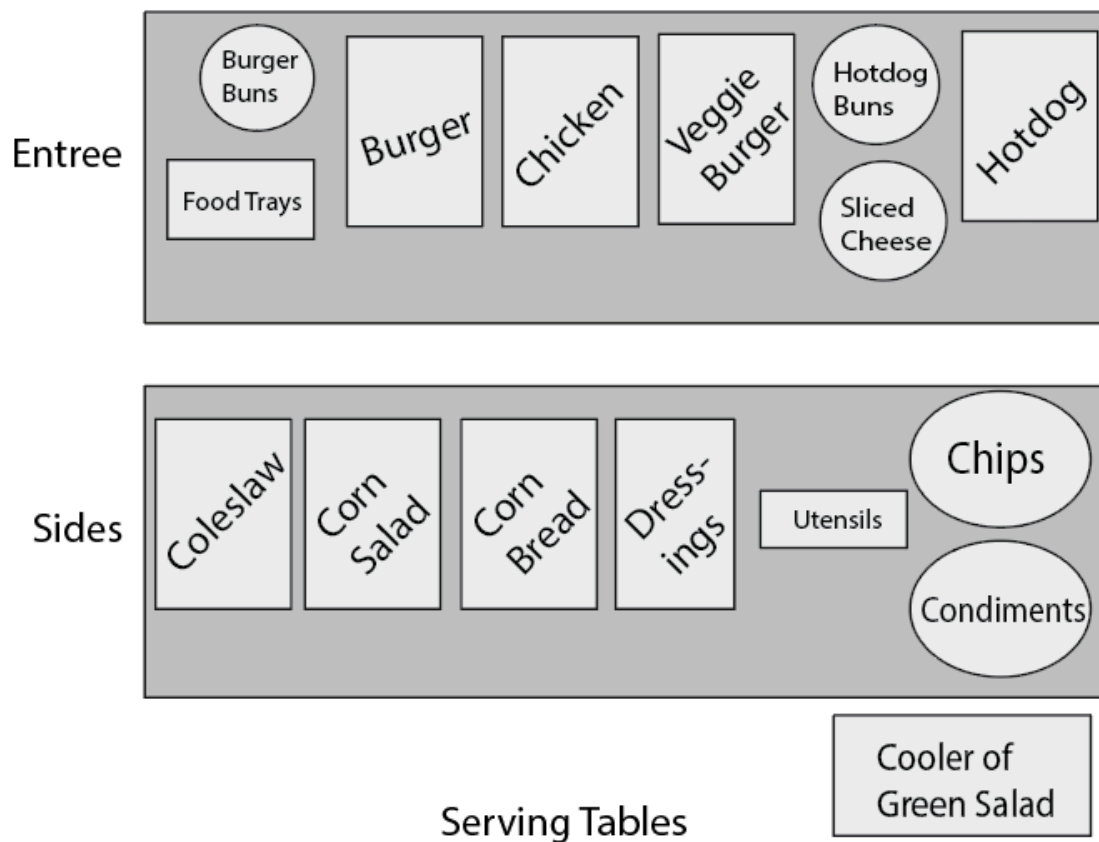 Entree
Burger
Buns
Food Trays
Burger
Chicken
Veggie
Burger
Hotdog
Buns
Sliced
Cheese
Hotdog
Sides
Coleslaw
Corn
Salad
Corn
Bread
Dress-
ings
Utensils
Chips
Condiments
Cooler of
Green Salad
Serving Tables